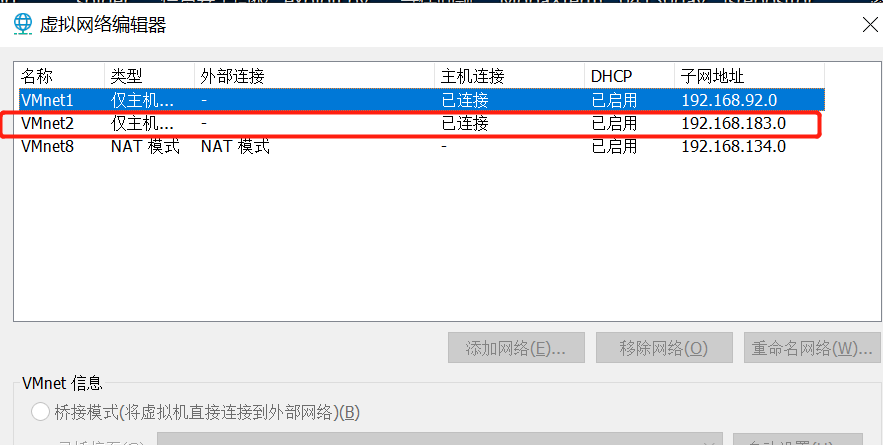 虚拟网络编辑器
名称 类型 外部连接 主机连接 DHCP 子网地址
VMnet1 仅主机... - 已连接 已启用 192.168.92.0
VMnet2 仅主机... - 已连接 已启用 192.168.183.0
VMnet8 NAT 模式 NAT 模式 - 已启用 192.168.134.0
添加网络(E)... 移除网络(O) 重命名网络(W)...
VMnet 信息
桥接模式(将虚拟机直接连接到外部网络)(B)